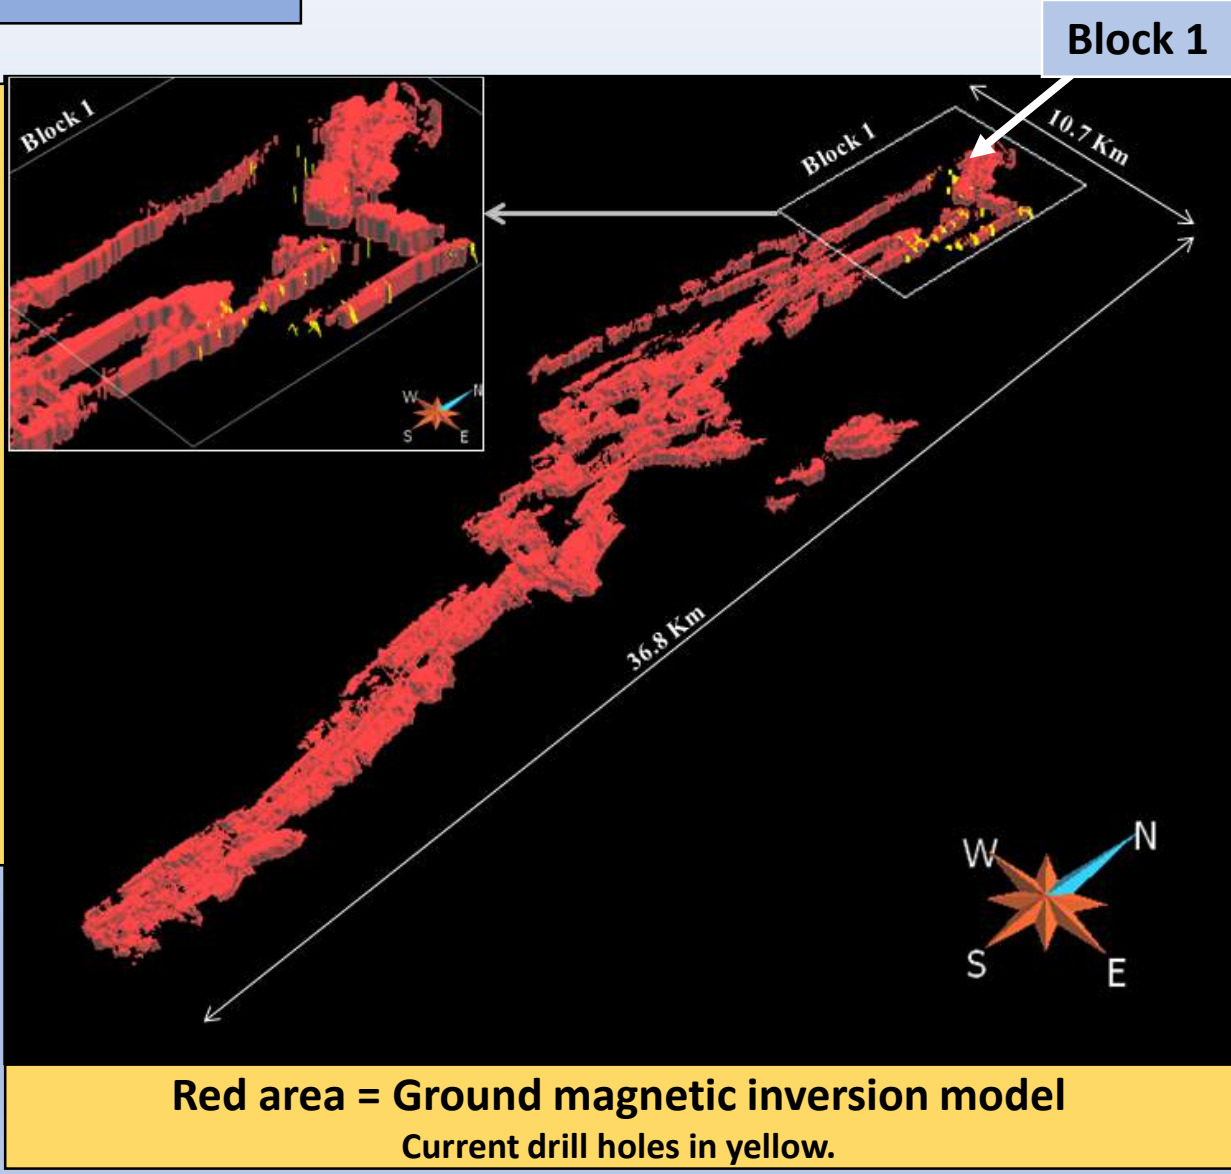 Block 1
Block 1
W
N
S
E
Block 1
10.7 Km
36.8 Km
W
N
S
E
Red area = Ground magnetic inversion model
Current drill holes in yellow.